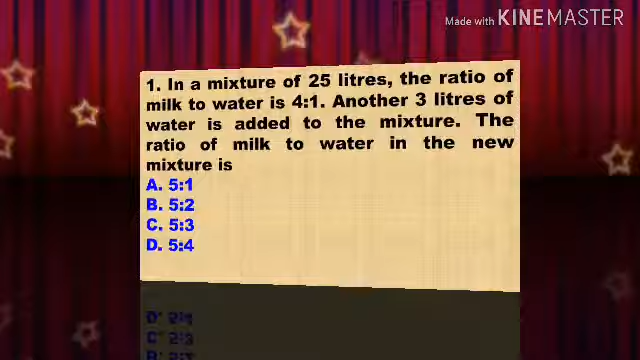 Made with KINEMASTER
1. In a mixture of 25 litres, the ratio of
milk to water is 4:1. Another 3 litres of
water is added to the mixture. The
ratio of milk to water in the new
mixture is
A. 5:1
B. 5:2
C. 5:3
D. 5:4